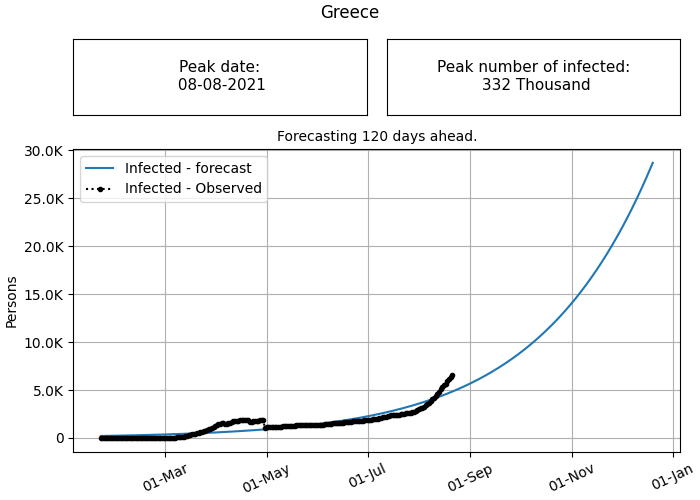 Greece
Peak date:
08-08-2021
Peak number of infected:
332 Thousand
Forecasting 120 days ahead.
Infected - forecast
Infected - Observed
Persons
30.0K
25.0K
20.0K
15.0K
10.0K
5.0K
0
01-Mar
01-May
01-Jul
01-Sep
01-Nov
01-Jan